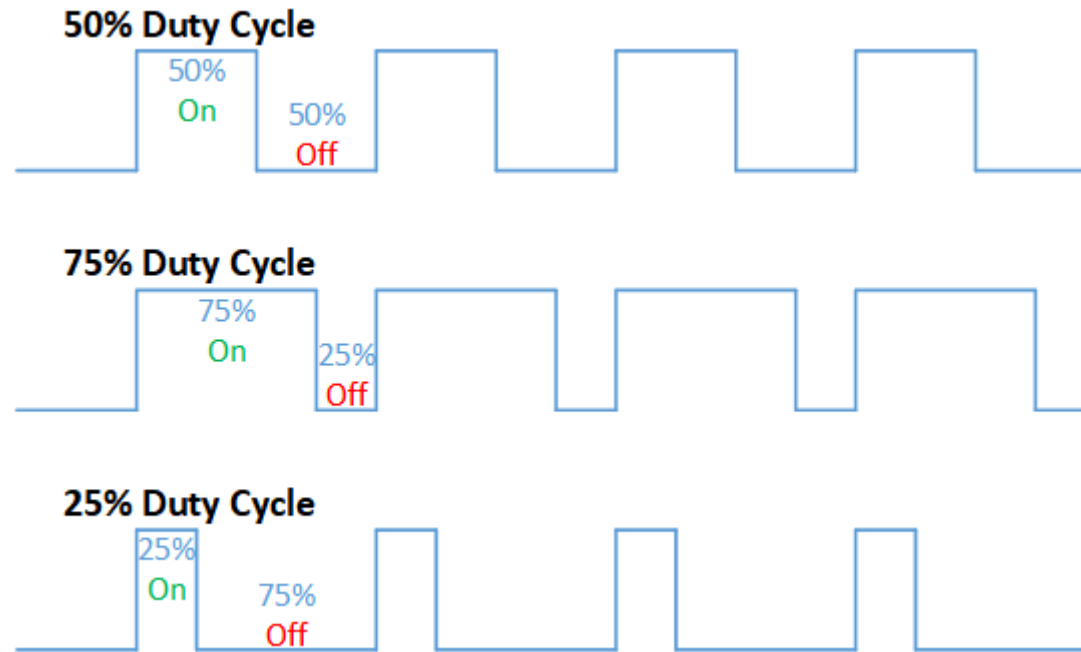 50% Duty Cycle
50%
On
50%
Off
75% Duty Cycle
75%
On
25%
Off
25% Duty Cycle
25%
On
75%
Off